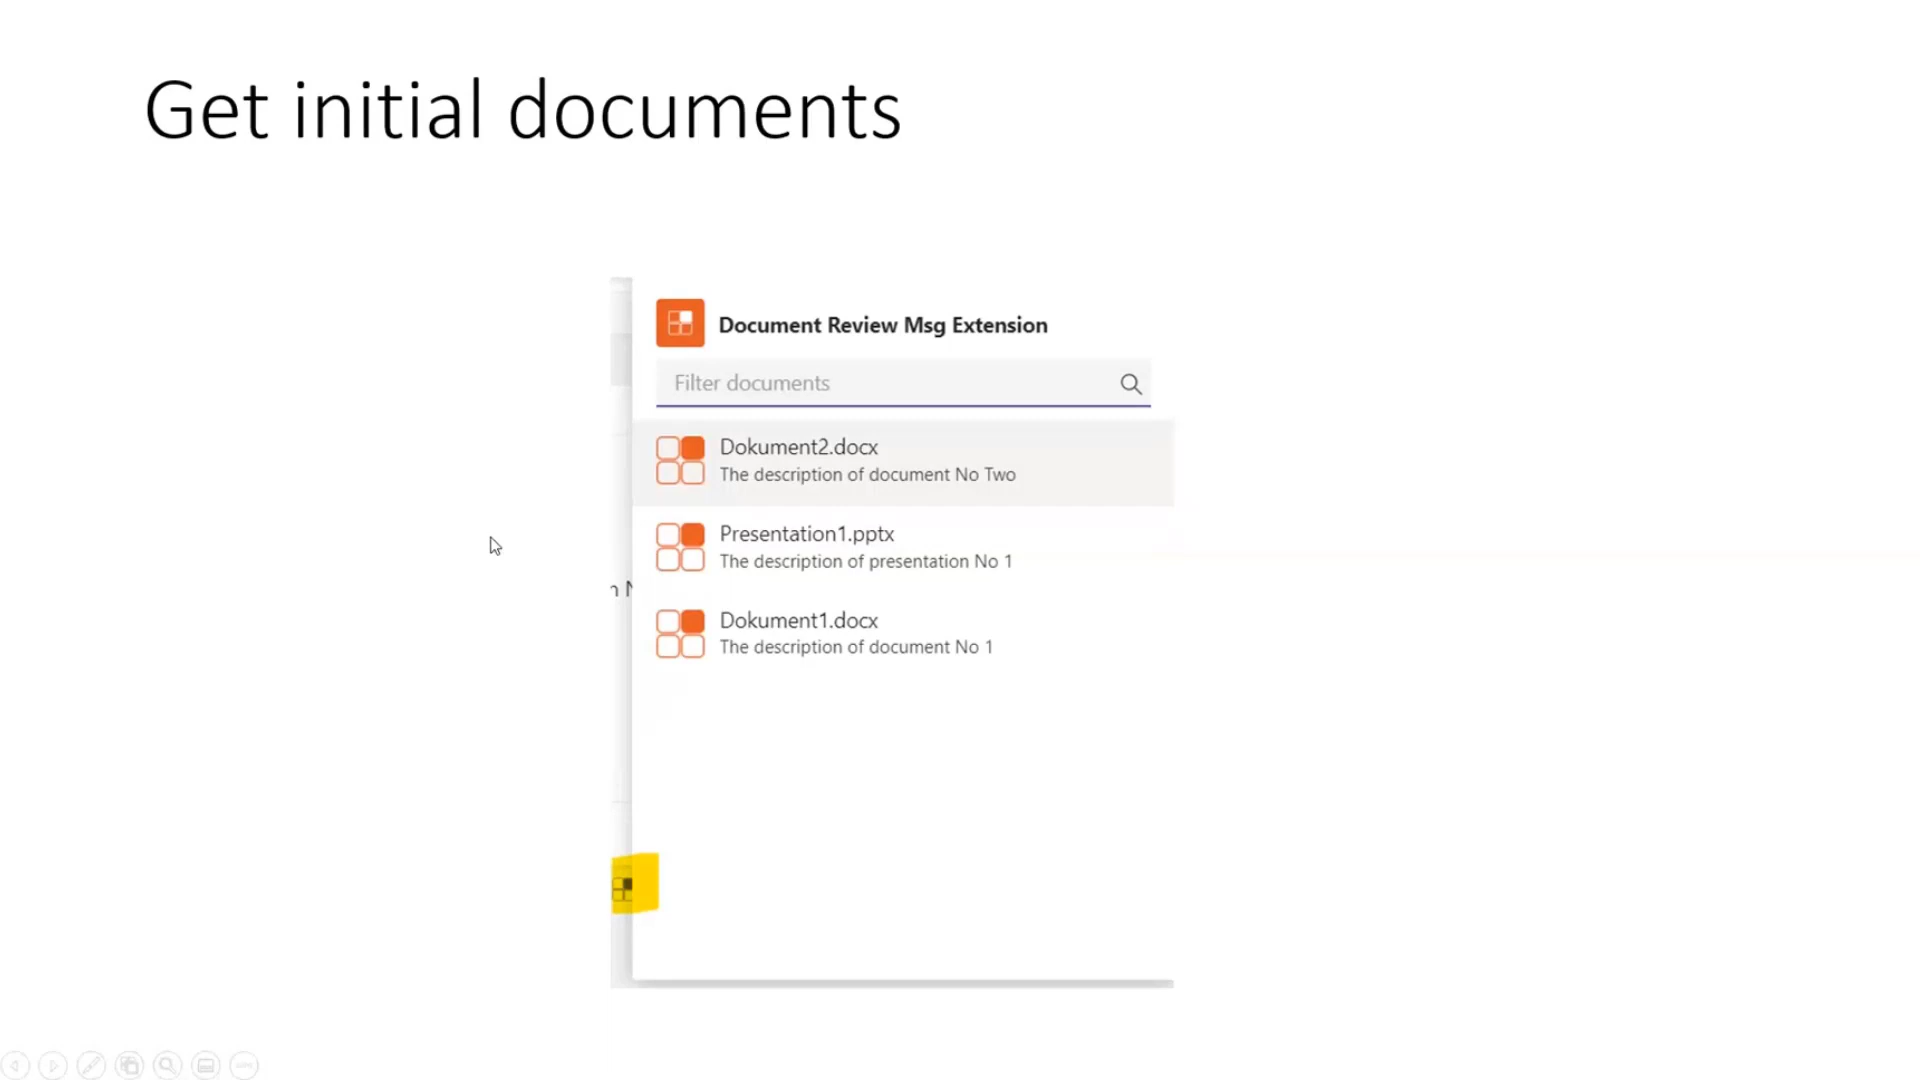 Get initial documents
Document Review Msg Extension
Filter documents
Dokument2.docx
The description of document No Two
Presentation1.pptx
The description of presentation No 1
Dokument1.docx
The description of document No 1